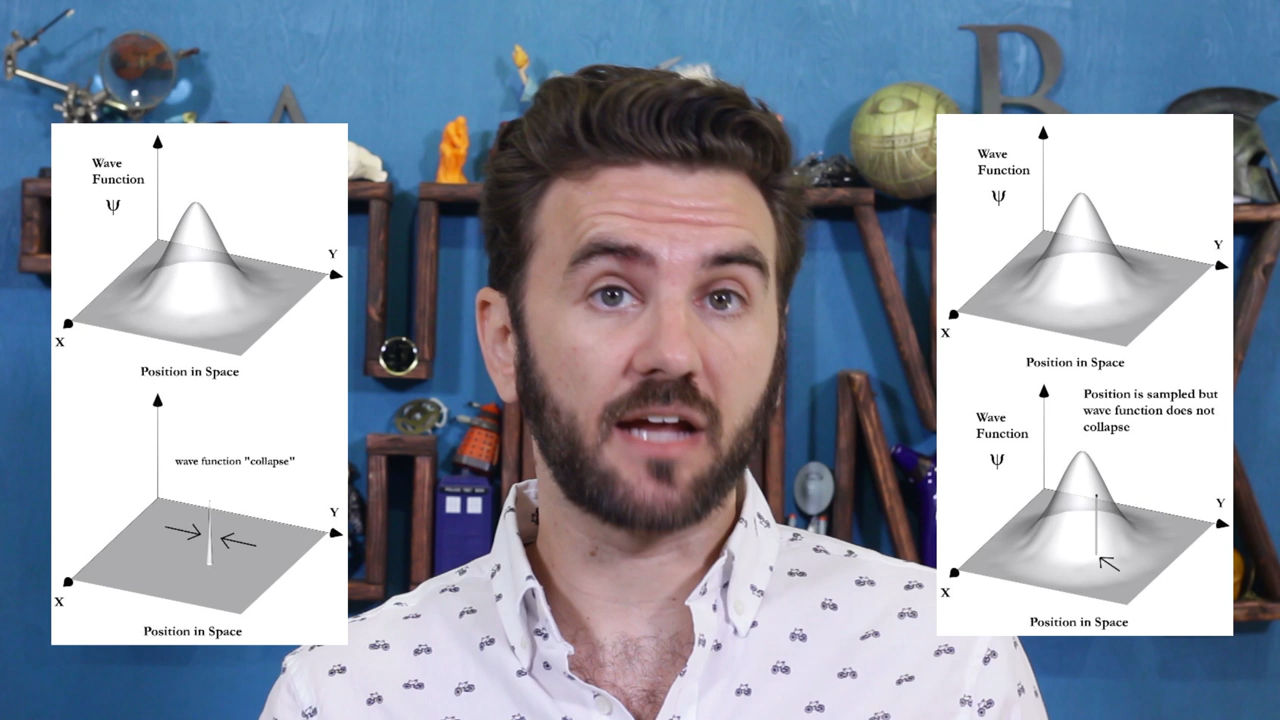 A
R
Wave
Function
Ψ
Y
X
Position in Space
wave function "collapse"
Y
X
Position in Space
Wave
Function
Ψ
Y
X
Position in Space
Position is sampled but
wave function does not
collapse
Wave
Function
Ψ
Y
X
Position in Space